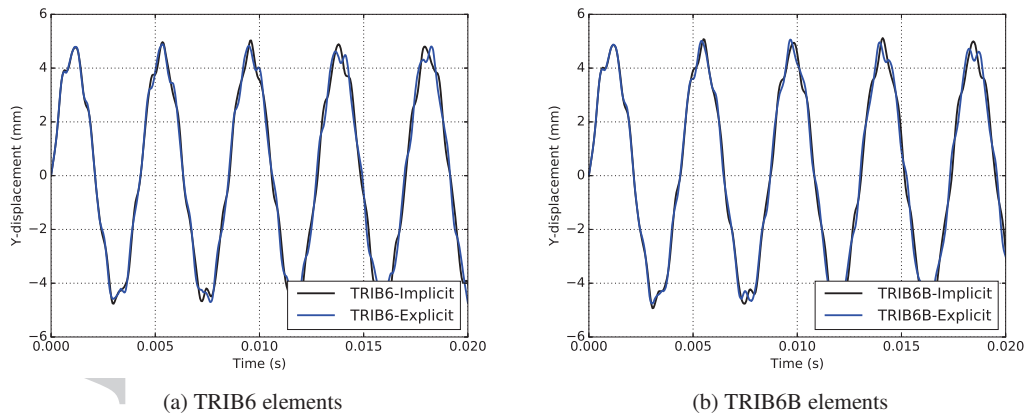 6
4
2
0
−2
−4
−6
0.000
0.005
0.010
0.015
0.020
Y-displacement (mm)
Time (s)
TRIB6-Implicit
TRIB6-Explicit
(a) TRIB6 elements
6
4
2
0
−2
−4
−6
0.000
0.005
0.010
0.015
0.020
Y-displacement (mm)
Time (s)
TRIB6B-Implicit
TRIB6B-Explicit
(b) TRIB6B elements